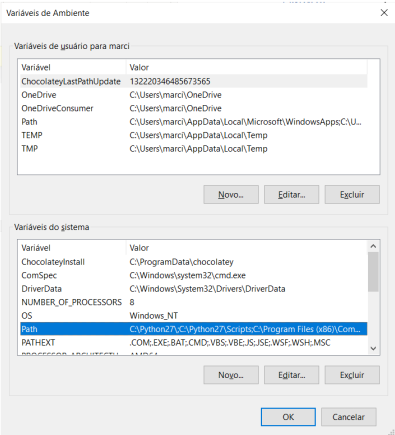 Variáveis de Ambiente
Variáveis de usuário para marci
Variável Valor
ChocolateyLastPathUpdate 132220346485673565
OneDrive C:\Users\marci\OneDrive
OneDriveConsumer C:\Users\marci\OneDrive
Path C:\Users\marci\AppData\Local\Microsoft\WindowsApps;C:\U...
TEMP C:\Users\marci\AppData\Local\Temp
TMP C:\Users\marci\AppData\Local\Temp
Novo... Editar... Excluir
Variáveis do sistema
Variável Valor
ChocolateyInstall C:\ProgramData\chocolatey
ComSpec C:\Windows\system32\cmd.exe
DriverData C:\Windows\System32\Drivers\DriverData
NUMBER_OF_PROCESSORS 8
OS Windows_NT
Path C:\Python27\;C:\Python27\Scripts;C:\Program Files (x86)\Com...
PATHEXT .COM;.EXE;.BAT;.CMD;.VBS;.VBE;.JS;.JSE;.WSF;.WSH;.MSC
Novo... Editar... Excluir
OK Cancelar